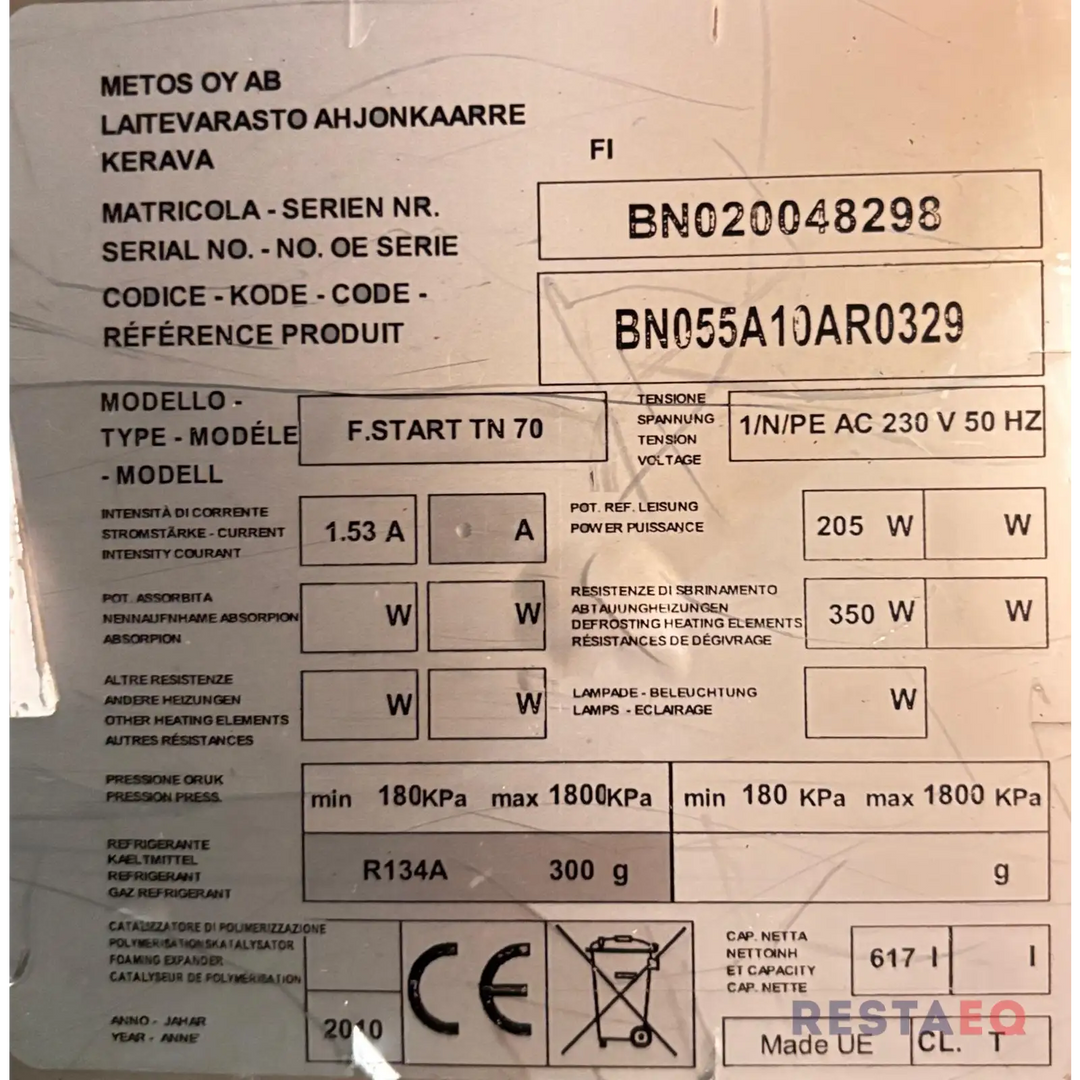 METOS OY AB
LAITEVARASTO AHJONKAARRE
KERAVA
FI
MATRICOLA - SERIEN NR.
SERIAL NO. - NO. OE SERIE
BN020048298
CODICE - KODE - CODE -
RÉFÉRENCE PRODUIT
BN055A10AR0329
MODELLO -
TYPE - MODÉLE
- MODELL
F.START TN 70
TENSIONE
SPANNUNG
TENSION
VOLTAGE
1/N/PE AC 230 V 50 HZ
INTENSITÀ DI CORRENTE
STROMSTÄRKE - CURRENT
INTENSITY COURANT
1.53 A
A
POT. REF. LEISUNG
POWER PUISSANCE
205 W
W
POT. ASSORBITA
NENNAUFNHAME ABSORPION
ABSORPION
W
W
RESISTENZE DI SBRINAMENTO
ABTAUUNGHEIZUNGEN
DEFROSTING HEATING ELEMENTS
RÉSISTANCES DE DÉGIVRAGE
350 W
W
ALTRE RESISTENZE
ANDERE HEIZUNGEN
OTHER HEATING ELEMENTS
AUTRES RÉSISTANCES
W
W
LAMPADE - BELEUCHTUNG
LAMPS - ECLAIRAGE
W
PRESSIONE ORUK
PRESSION PRESS.
min 180KPa max 1800KPa
min 180 KPa max 1800 KPa
REFRIGERANTE
KAELTMITTEL
REFRIGERANT
GAZ REFRIGERANT
R134A 300 g
g
CATALIZZATORE DI POLIMERIZZAZIONE
POLYMERISATIONSKATALYSATOR
FOAMING EXPANDER
CATALYSEUR DE POLYMERISATION
CE
CAP. NETTA
NETTOINH
ET CAPACITY
CAP. NETTE
617 l
l
ANNO - JAHAR
YEAR - ANNE
2010
RESTAEQ
Made UE
CL. T